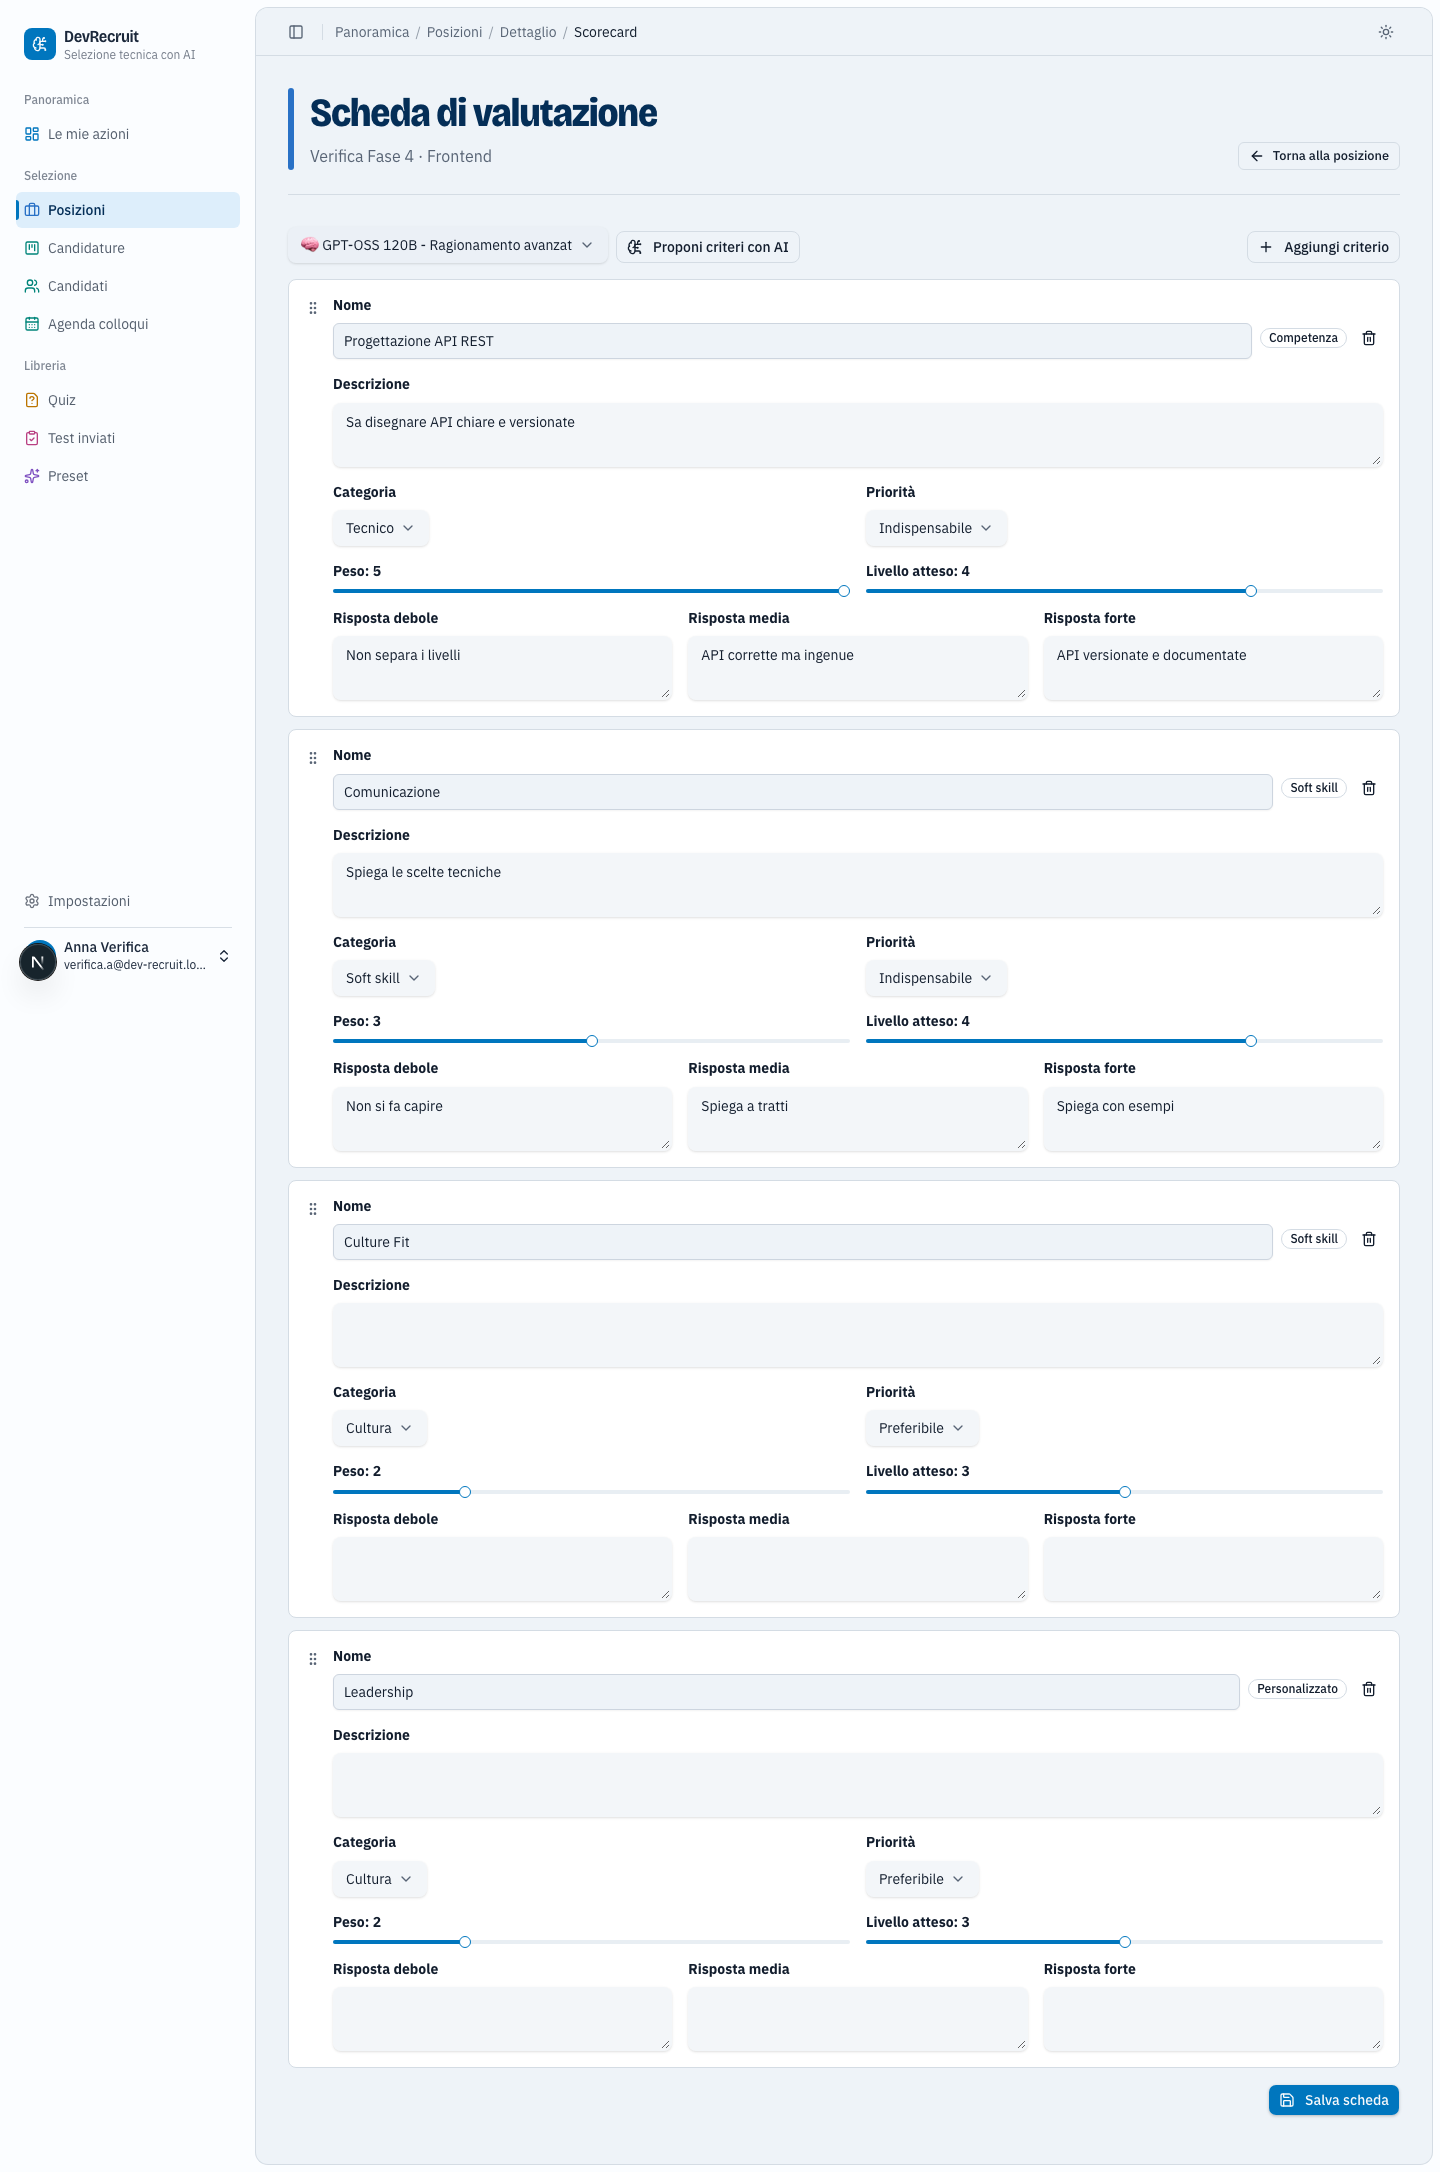 DevRecruit
Selezione tecnica con AI
Panoramica
Le mie azioni
Selezione
Posizioni
Candidature
Candidati
Agenda colloqui
Libreria
Quiz
Test inviati
Preset
Impostazioni
N
Anna Verifica
verifica.a@dev-recruit.lo...
Panoramica / Posizioni / Dettaglio / Scorecard
Scheda di valutazione
Verifica Fase 4 · Frontend
Torna alla posizione
GPT-OSS 120B - Ragionamento avanzat
Proponi criteri con AI
Aggiungi criterio
Nome
Progettazione API REST
Competenza
Descrizione
Sa disegnare API chiare e versionate
Categoria
Priorità
Tecnico
Indispensabile
Peso: 5
Livello atteso: 4
Risposta debole
Risposta media
Risposta forte
Non separa i livelli
API corrette ma ingenue
API versionate e documentate
Nome
Comunicazione
Soft skill
Descrizione
Spiega le scelte tecniche
Categoria
Priorità
Soft skill
Indispensabile
Peso: 3
Livello atteso: 4
Risposta debole
Risposta media
Risposta forte
Non si fa capire
Spiega a tratti
Spiega con esempi
Nome
Culture Fit
Soft skill
Descrizione
Categoria
Priorità
Cultura
Preferibile
Peso: 2
Livello atteso: 3
Risposta debole
Risposta media
Risposta forte
Nome
Leadership
Personalizzato
Descrizione
Categoria
Priorità
Cultura
Preferibile
Peso: 2
Livello atteso: 3
Risposta debole
Risposta media
Risposta forte
Salva scheda